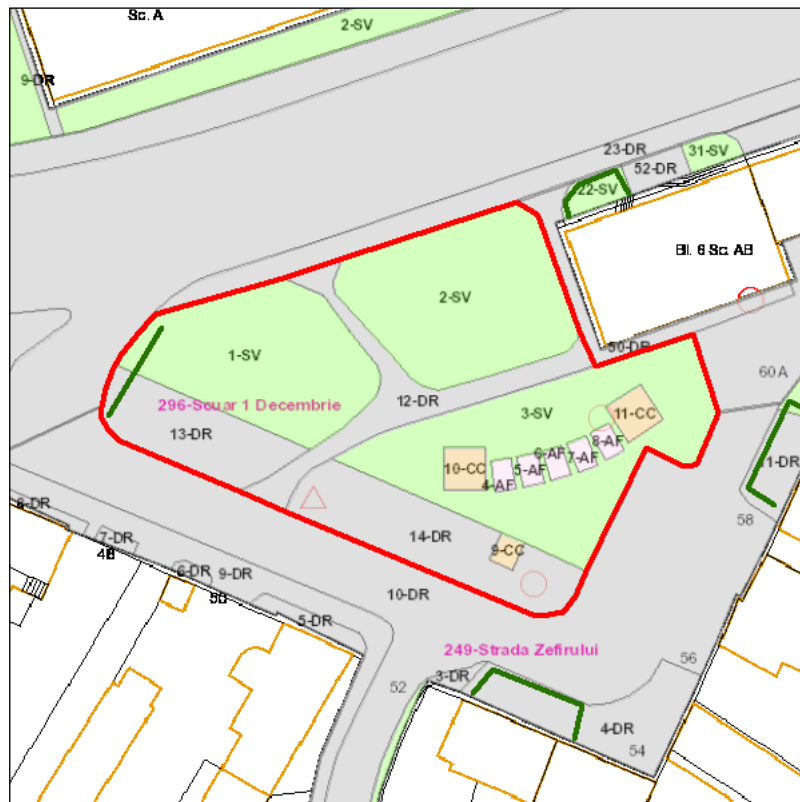 Sc. A
2-SV
9-DR
23-DR
31-SV
52-DR
22-SV
Bl. 6 Sc. AB
2-SV
50-DR
1-SV
60A
12-DR
296-Scuar 1 Decembrie
3-SV
11-CC
13-DR
8-AF
6-AF
7-AF
10-CC
5-AF
4-AF
11-DR
8-DR
58
7-DR
14-DR
48
9-CC
6-DR
9-DR
10-DR
50
5-DR
249-Strada Zefirului
56
3-DR
52
4-DR
54